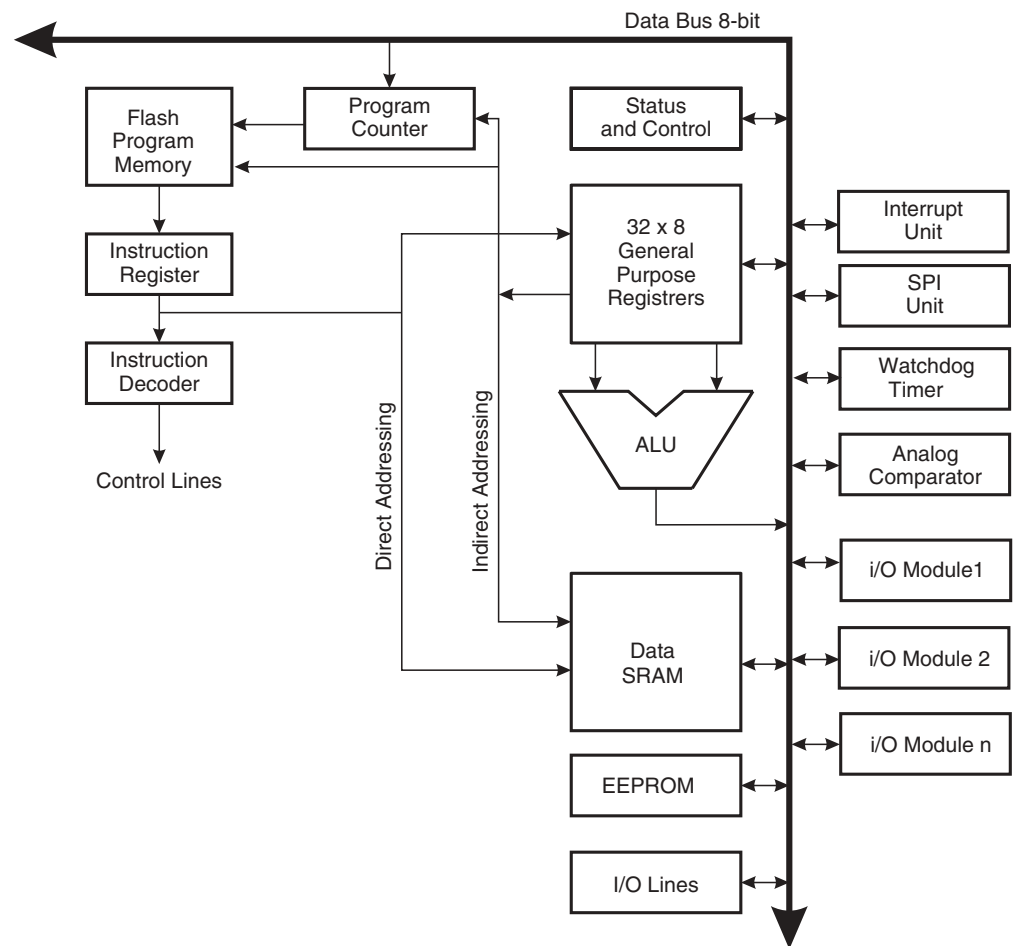 Data Bus 8-bit
Flash
Program
Memory
Program
Counter
Status
and Control
32 x 8
General
Purpose
Registrers
Interrupt
Unit
Instruction
Register
SPI
Unit
Instruction
Decoder
Watchdog
Timer
Control Lines
Direct Addressing
Indirect Addressing
ALU
Analog
Comparator
i/O Module1
Data
SRAM
i/O Module 2
i/O Module n
EEPROM
I/O Lines